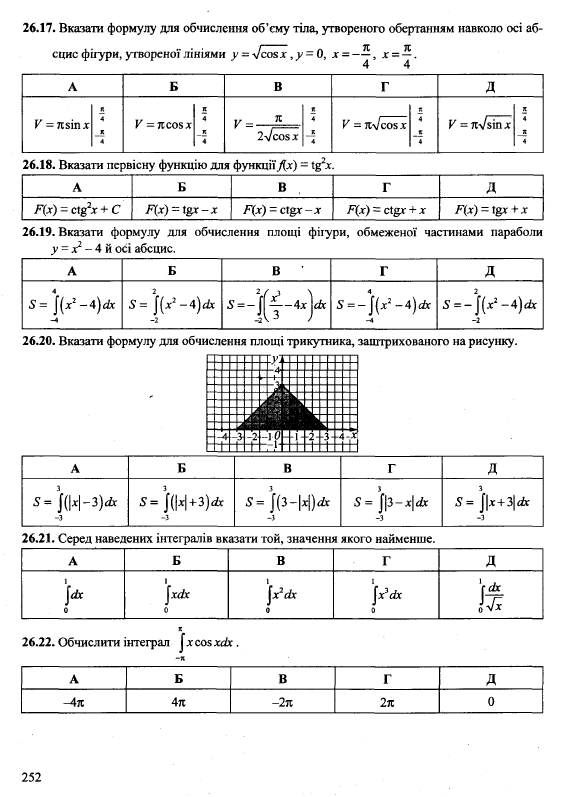 26.17. Вказати формулу для обчислення об’єму тіла, утвореного обертанням навколо осі аб-
сцис фігури, утвореної лініями y = √cos x , y = 0, x = −π/4 , x = π/4 .
А Б В Г Д
V = π sin x |_{−π/4}^{π/4} V = π cos x |_{−π/4}^{π/4} V = π/(2√cos x) |_{−π/4}^{π/4} V = π√cos x |_{−π/4}^{π/4} V = π√sin x |_{−π/4}^{π/4}
26.18. Вказати первісну функцію для функції f(x) = tg²x.
А Б В Г Д
F(x) = ctg²x + C F(x) = tgx − x F(x) = ctgx − x F(x) = ctgx + x F(x) = tgx + x
26.19. Вказати формулу для обчислення площі фігури, обмеженої частинами параболи
y = x² − 4 й осі абсцис.
А Б В Г Д
S = ∫_{−4}^{4}(x² − 4)dx S = ∫_{−2}^{2}(x² − 4)dx S = −∫_{−2}^{2}(x³/3 − 4x)dx S = −∫_{−4}^{4}(x² − 4)dx S = −∫_{−2}^{2}(x² − 4)dx
26.20. Вказати формулу для обчислення площі трикутника, заштрихованого на рисунку.
y
4
3
−4 −3 −2 −1 0 1 2 3 4 x
−1
А Б В Г Д
S = ∫_{−3}^{3}(|x| − 3)dx S = ∫_{−3}^{3}(|x| + 3)dx S = ∫_{−3}^{3}(3 − |x|)dx S = ∫_{−3}^{3}|3 − x|dx S = ∫_{−3}^{3}|x + 3|dx
26.21. Серед наведених інтегралів вказати той, значення якого найменше.
А Б В Г Д
∫_{0}^{1}dx ∫_{0}^{1}xdx ∫_{0}^{1}x²dx ∫_{0}^{1}x³dx ∫_{0}^{1}dx/√x
26.22. Обчислити інтеграл ∫_{−π}^{π} x cos xdx .
А Б В Г Д
−4π 4π −2π 2π 0
252